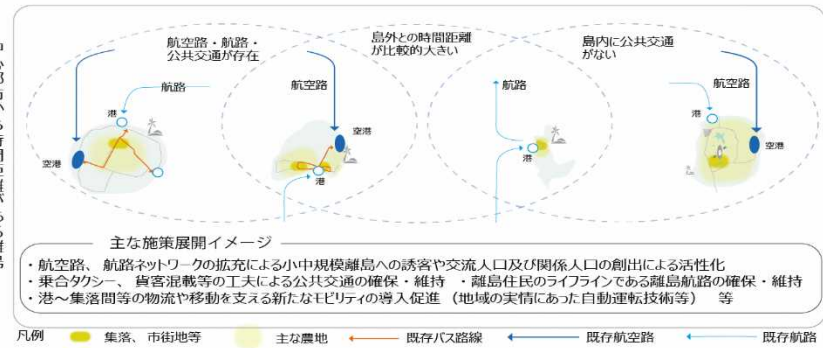 航空路・航路・
公共交通が存在
島外との時間距離
が比較的大きい
島内に公共交通
がない
航路
航空路
航路
航空路
港
空港
空港
港
港
港
空港
主な施策展開イメージ
・航空路、航路ネットワークの拡充による小中規模離島への誘客や交流人口及び関係人口の創出による活性化
・乗合タクシー、貨客混載等の工夫による公共交通の確保・維持 ・離島住民のライフラインである離島航路の確保・維持
・港～集落間等の物流や移動を支える新たなモビリティの導入促進（地域の実情にあった自動運転技術等） 等
凡例 集落、市街地等 主な農地 既存バス路線 既存航空路 既存航路